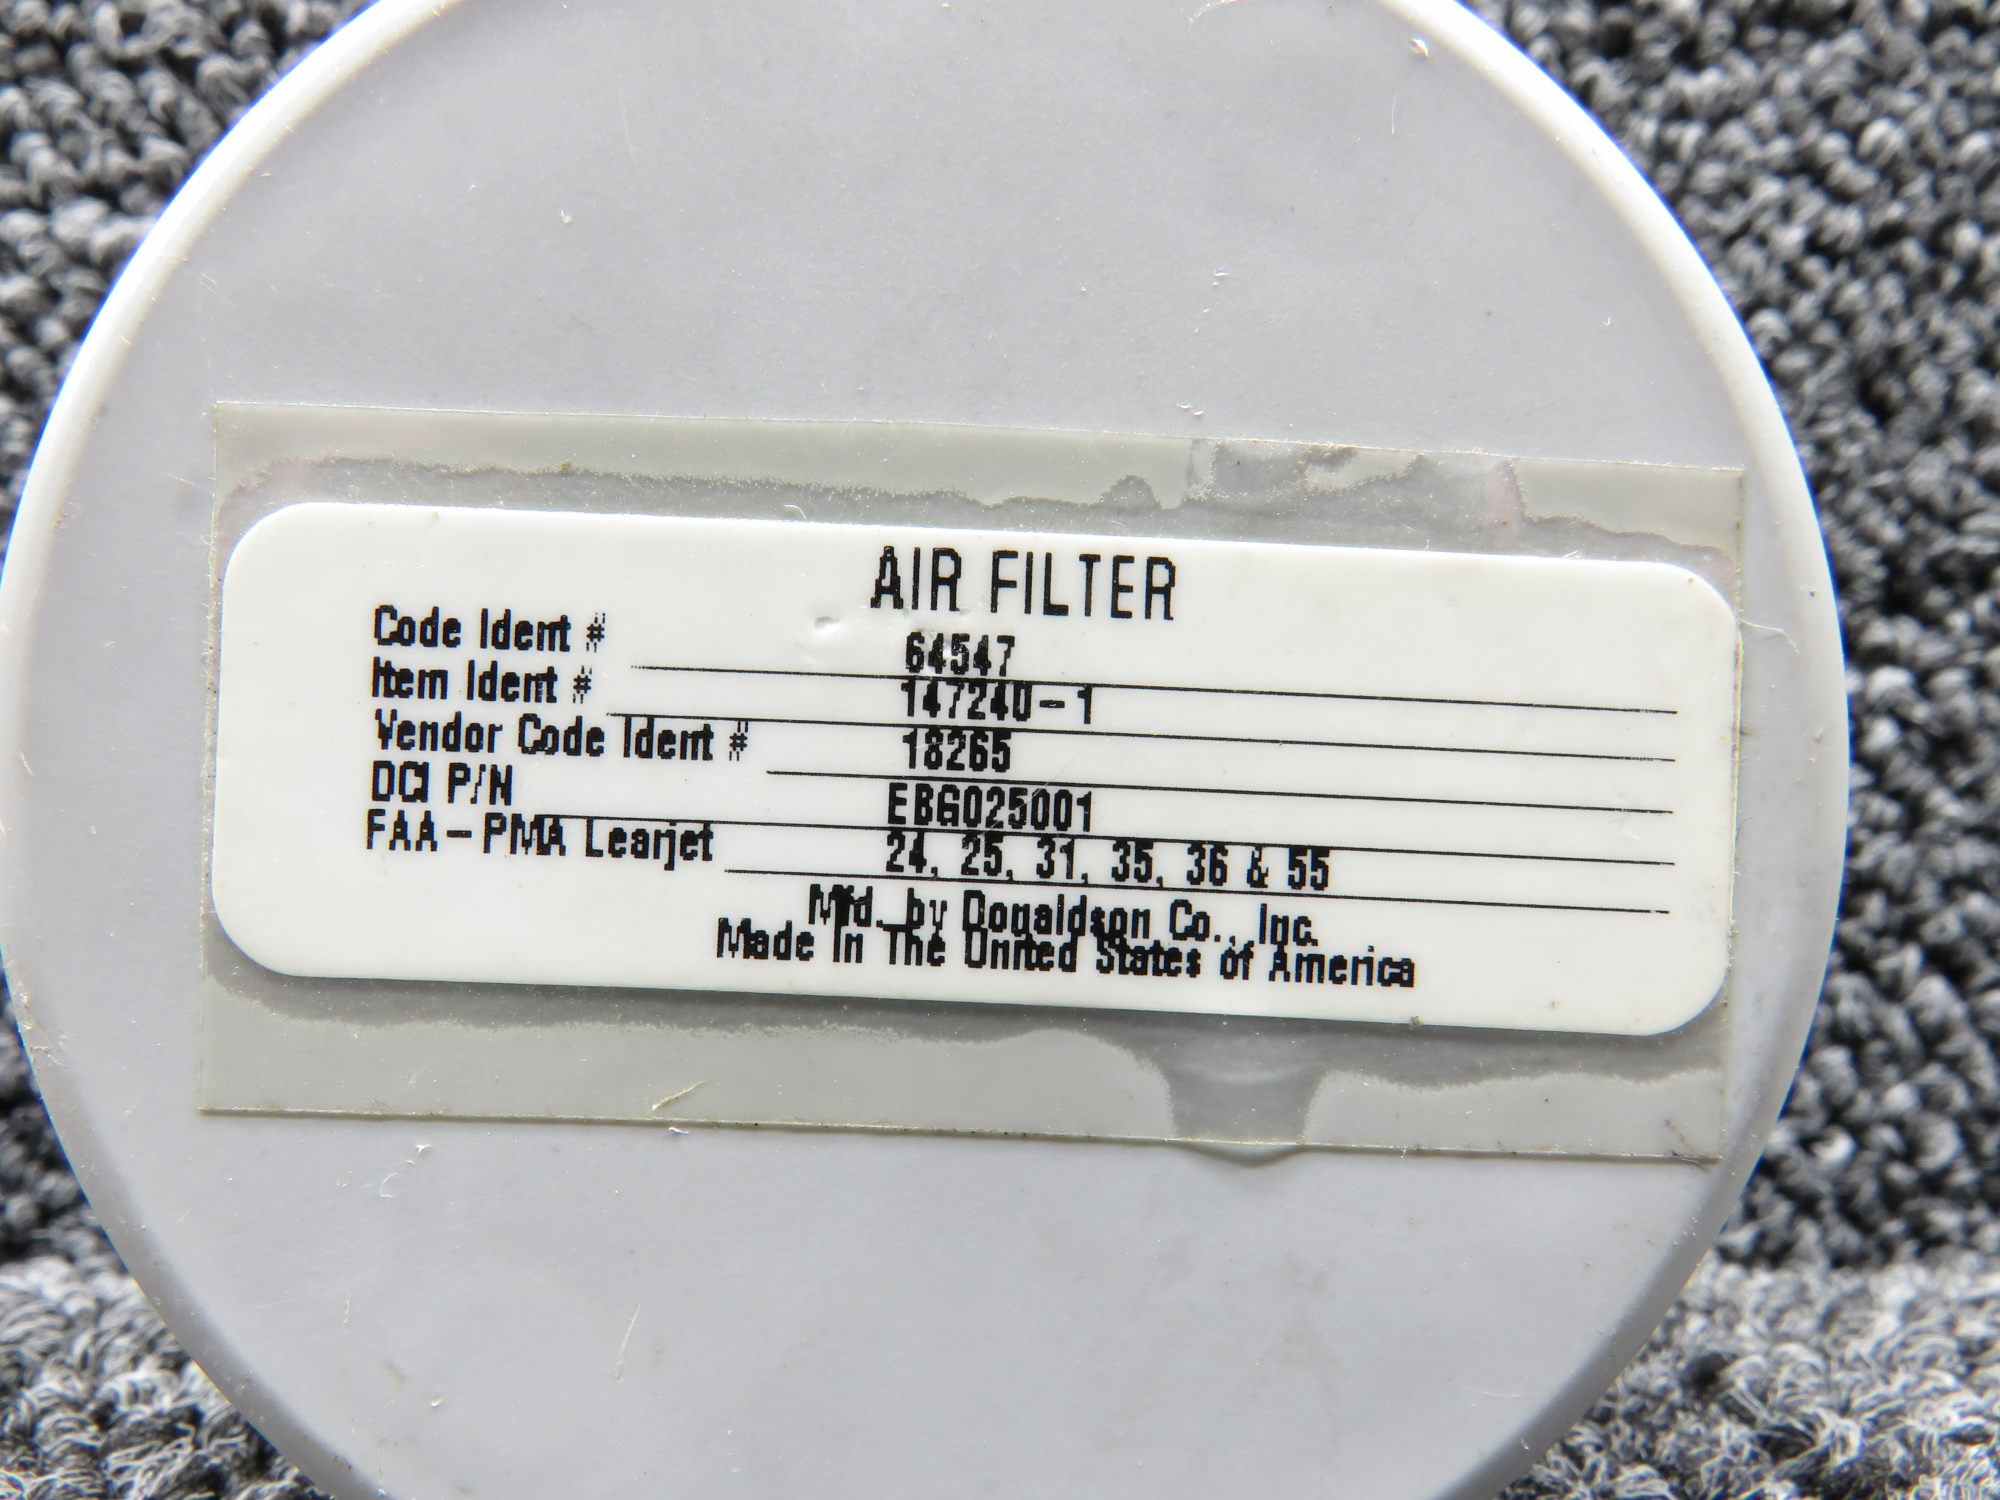 AIR FILTER
Code Ident # 64547
Item Ident # 147240-1
Vendor Code Ident # 18265
DCI P/N EBG025001
FAA-PMA Learjet 24, 25, 31, 35, 36 & 55
Mfd. by Donaldson Co., Inc.
Made In The United States of America